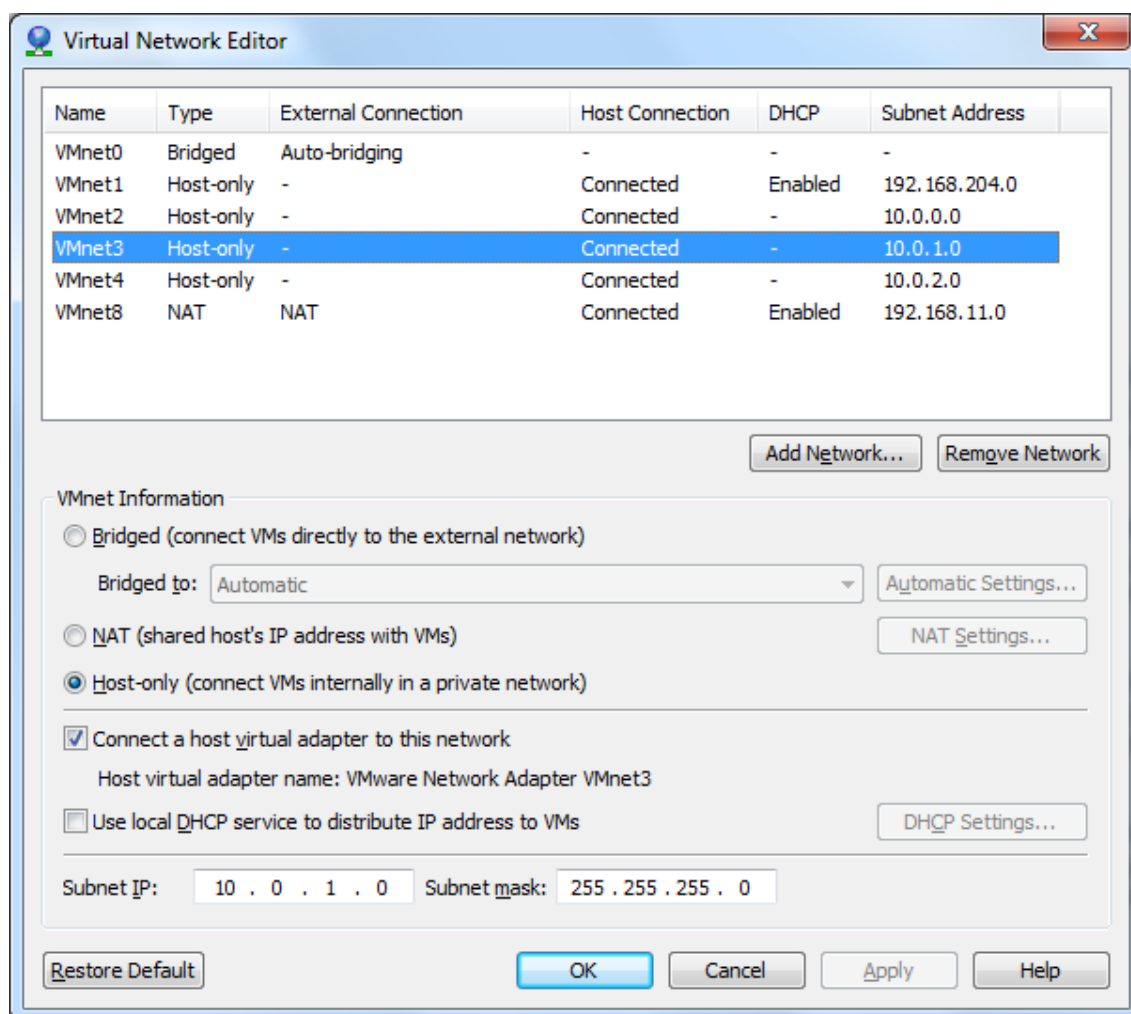 Virtual Network Editor
Name Type External Connection Host Connection DHCP Subnet Address
VMnet0 Bridged Auto-bridging - - -
VMnet1 Host-only - Connected Enabled 192.168.204.0
VMnet2 Host-only - Connected - 10.0.0.0
VMnet3 Host-only - Connected - 10.0.1.0
VMnet4 Host-only - Connected - 10.0.2.0
VMnet8 NAT NAT Connected Enabled 192.168.11.0
Add Network... Remove Network
VMnet Information
Bridged (connect VMs directly to the external network)
Bridged to: Automatic Automatic Settings...
NAT (shared host's IP address with VMs) NAT Settings...
Host-only (connect VMs internally in a private network)
Connect a host virtual adapter to this network
Host virtual adapter name: VMware Network Adapter VMnet3
Use local DHCP service to distribute IP address to VMs DHCP Settings...
Subnet IP: 10 . 0 . 1 . 0 Subnet mask: 255 . 255 . 255 . 0
Restore Default OK Cancel Apply Help